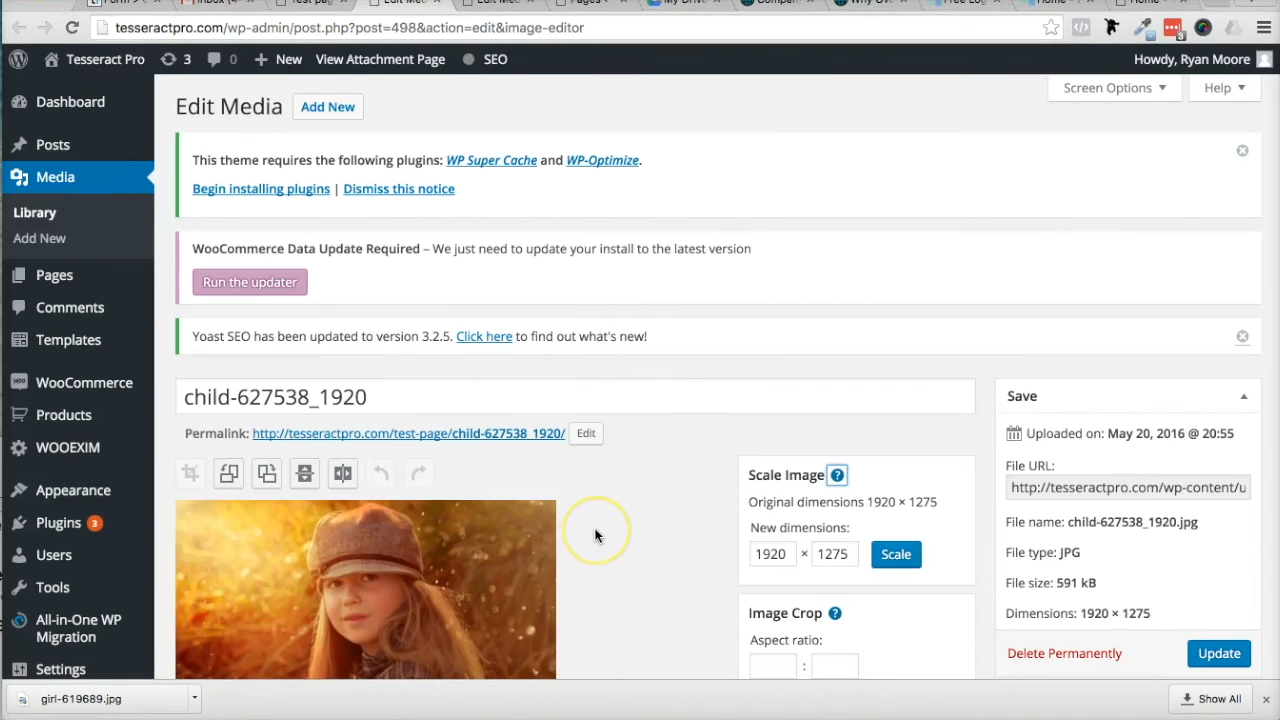 tesseractpro.com/wp-admin/post.php?post=498&action=edit&image-editor
Tesseract Pro 3 0 New View Attachment Page SEO Howdy, Ryan Moore
Dashboard
Posts
Media
Library
Add New
Pages
Comments
Templates
WooCommerce
Products
WOOEXIM
Appearance
Plugins 3
Users
Tools
All-in-One WP
Migration
Settings
Screen Options Help
Edit Media Add New
This theme requires the following plugins: WP Super Cache and WP-Optimize.
Begin installing plugins | Dismiss this notice
WooCommerce Data Update Required – We just need to update your install to the latest version
Run the updater
Yoast SEO has been updated to version 3.2.5. Click here to find out what's new!
child-627538_1920
Permalink: http://tesseractpro.com/test-page/child-627538_1920/ Edit
Scale Image ?
Original dimensions 1920 × 1275
New dimensions:
1920 × 1275 Scale
Image Crop ?
Aspect ratio:
:
Save
Uploaded on: May 20, 2016 @ 20:55
File URL:
http://tesseractpro.com/wp-content/u
File name: child-627538_1920.jpg
File type: JPG
File size: 591 kB
Dimensions: 1920 × 1275
Delete Permanently Update
girl-619689.jpg Show All